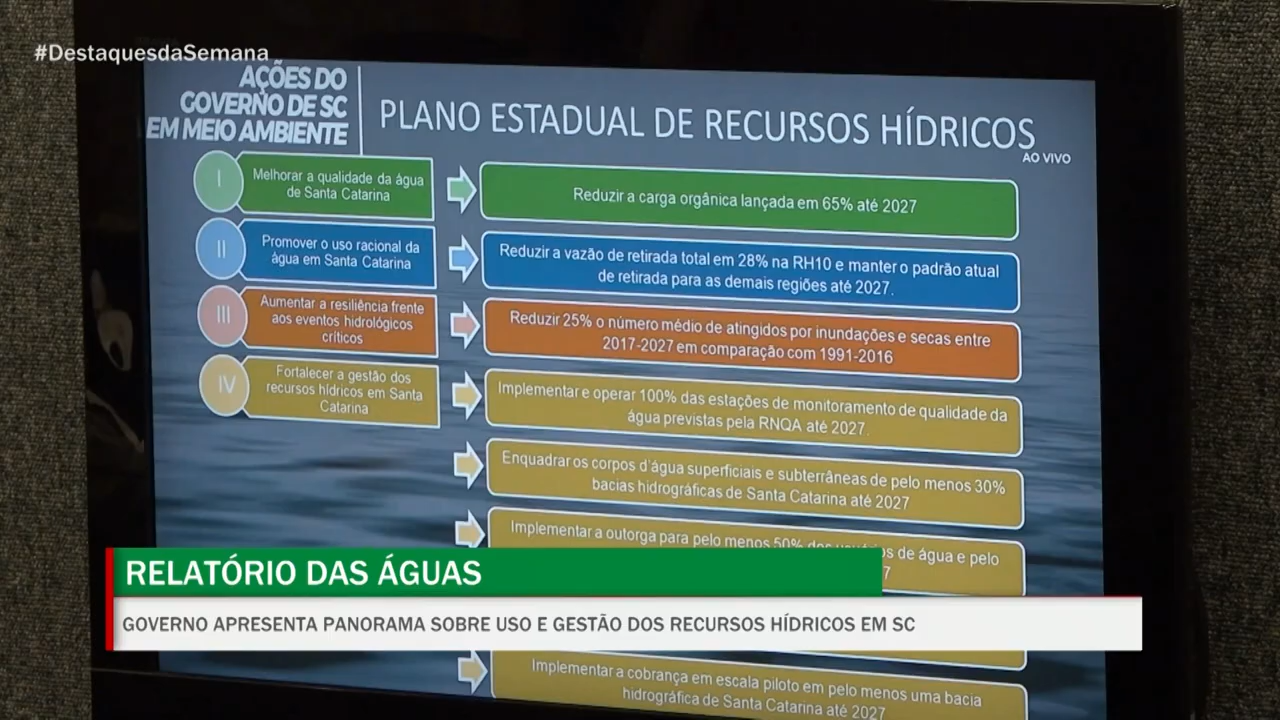 #DestaquesdaSemana
AÇÕES DO
GOVERNO DE SC
EM MEIO AMBIENTE
PLANO ESTADUAL DE RECURSOS HÍDRICOS
AO VIVO
I
Melhorar a qualidade da água
de Santa Catarina
Reduzir a carga orgânica lançada em 65% até 2027
II
Promover o uso racional da
água em Santa Catarina
Reduzir a vazão de retirada total em 28% na RH10 e manter o padrão atual
de retirada para as demais regiões até 2027.
III
Aumentar a resiliência frente
aos eventos hidrológicos
críticos
Reduzir 25% o número médio de atingidos por inundações e secas entre
2017-2027 em comparação com 1991-2016
IV
Fortalecer a gestão dos
recursos hídricos em Santa
Catarina
Implementar e operar 100% das estações de monitoramento de qualidade da
água previstas pela RNQA até 2027.
Enquadrar os corpos d'água superficiais e subterrâneas de pelo menos 30%
bacias hidrográficas de Santa Catarina até 2027
Implementar a outorga para pelo menos 50% dos usuários de água e pelo
7
RELATÓRIO DAS ÁGUAS
GOVERNO APRESENTA PANORAMA SOBRE USO E GESTÃO DOS RECURSOS HÍDRICOS EM SC
Implementar a cobrança em escala piloto em pelo menos uma bacia
hidrográfica de Santa Catarina até 2027